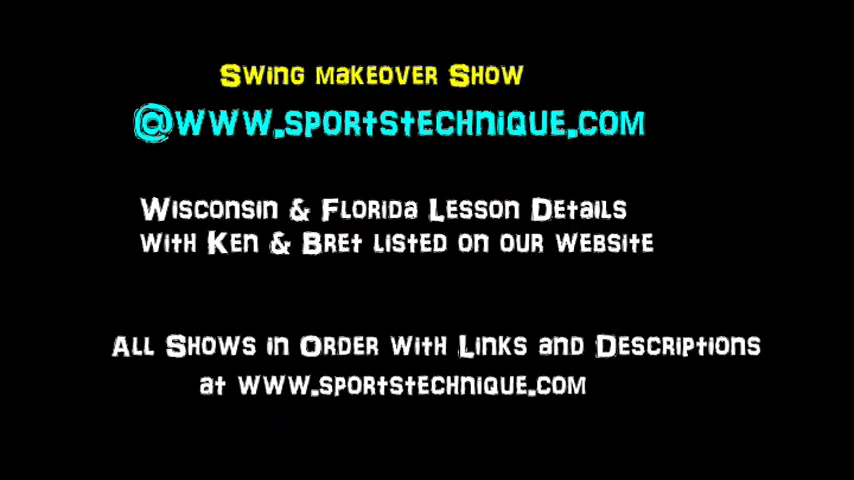 Swing makeover Show
@www.sportstechnique.com
Wisconsin & Florida Lesson Details
with Ken & Bret listed on our website
All Shows in Order with Links and Descriptions
at www.sportstechnique.com